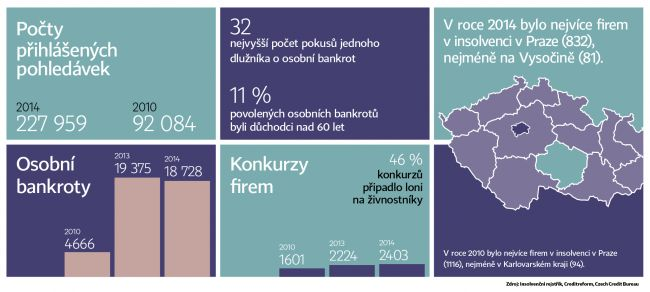 Počty
přihlášených
pohledávek
2014
227 959
2010
92 084
32
nejvyšší počet pokusů jednoho
dlužníka o osobní bankrot
11 %
povolených osobních bankrotů
byli důchodci nad 60 let
V roce 2014 bylo nejvíce firem
v insolvenci v Praze (832),
nejméně na Vysočině (81).
Osobní
bankroty
2010
4666
2013
19 375
2014
18 728
Konkurzy
firem
46 %
konkurzů
připadlo loni
na živnostníky
2010
1601
2013
2224
2014
2403
V roce 2010 bylo nejvíce firem v insolvenci v Praze
(1116), nejméně v Karlovarském kraji (94).
Zdroj: Insolvenční rejstřík, Creditreform, Czech Credit Bureau